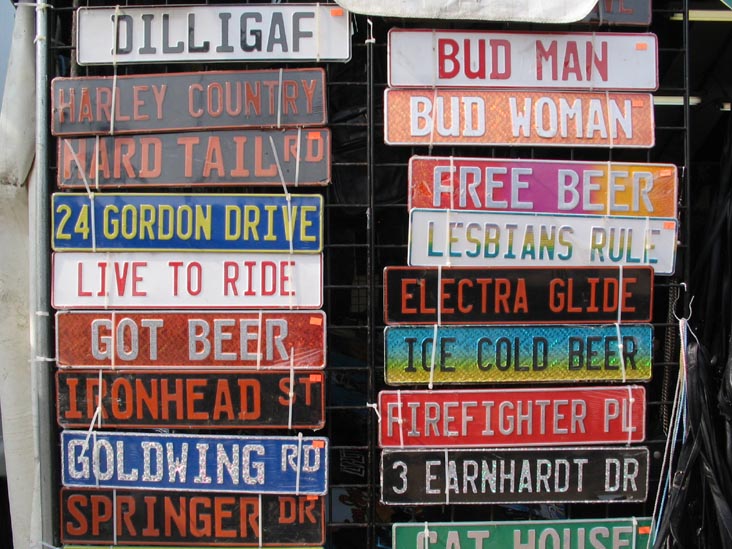 DILLIGAF
HARLEY COUNTRY
HARD TAIL RD
24 GORDON DRIVE
LIVE TO RIDE
GOT BEER
IRONHEAD ST
GOLDWING RD
SPRINGER DR
BUD MAN
BUD WOMAN
FREE BEER
LESBIANS RULE
ELECTRA GLIDE
ICE COLD BEER
FIREFIGHTER PL
3 EARNHARDT DR
CAT HOUSE